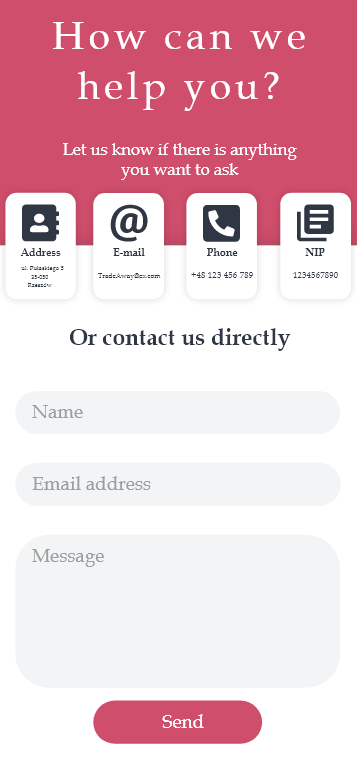 How can we
help you?
Let us know if there is anything
you want to ask
Address
ul. Pułaskiego 5
35-030
Rzeszów
E-mail
TradeAway@ex.com
Phone
+48 123 456 789
NIP
1234567890
Or contact us directly
Name
Email address
Message
Send